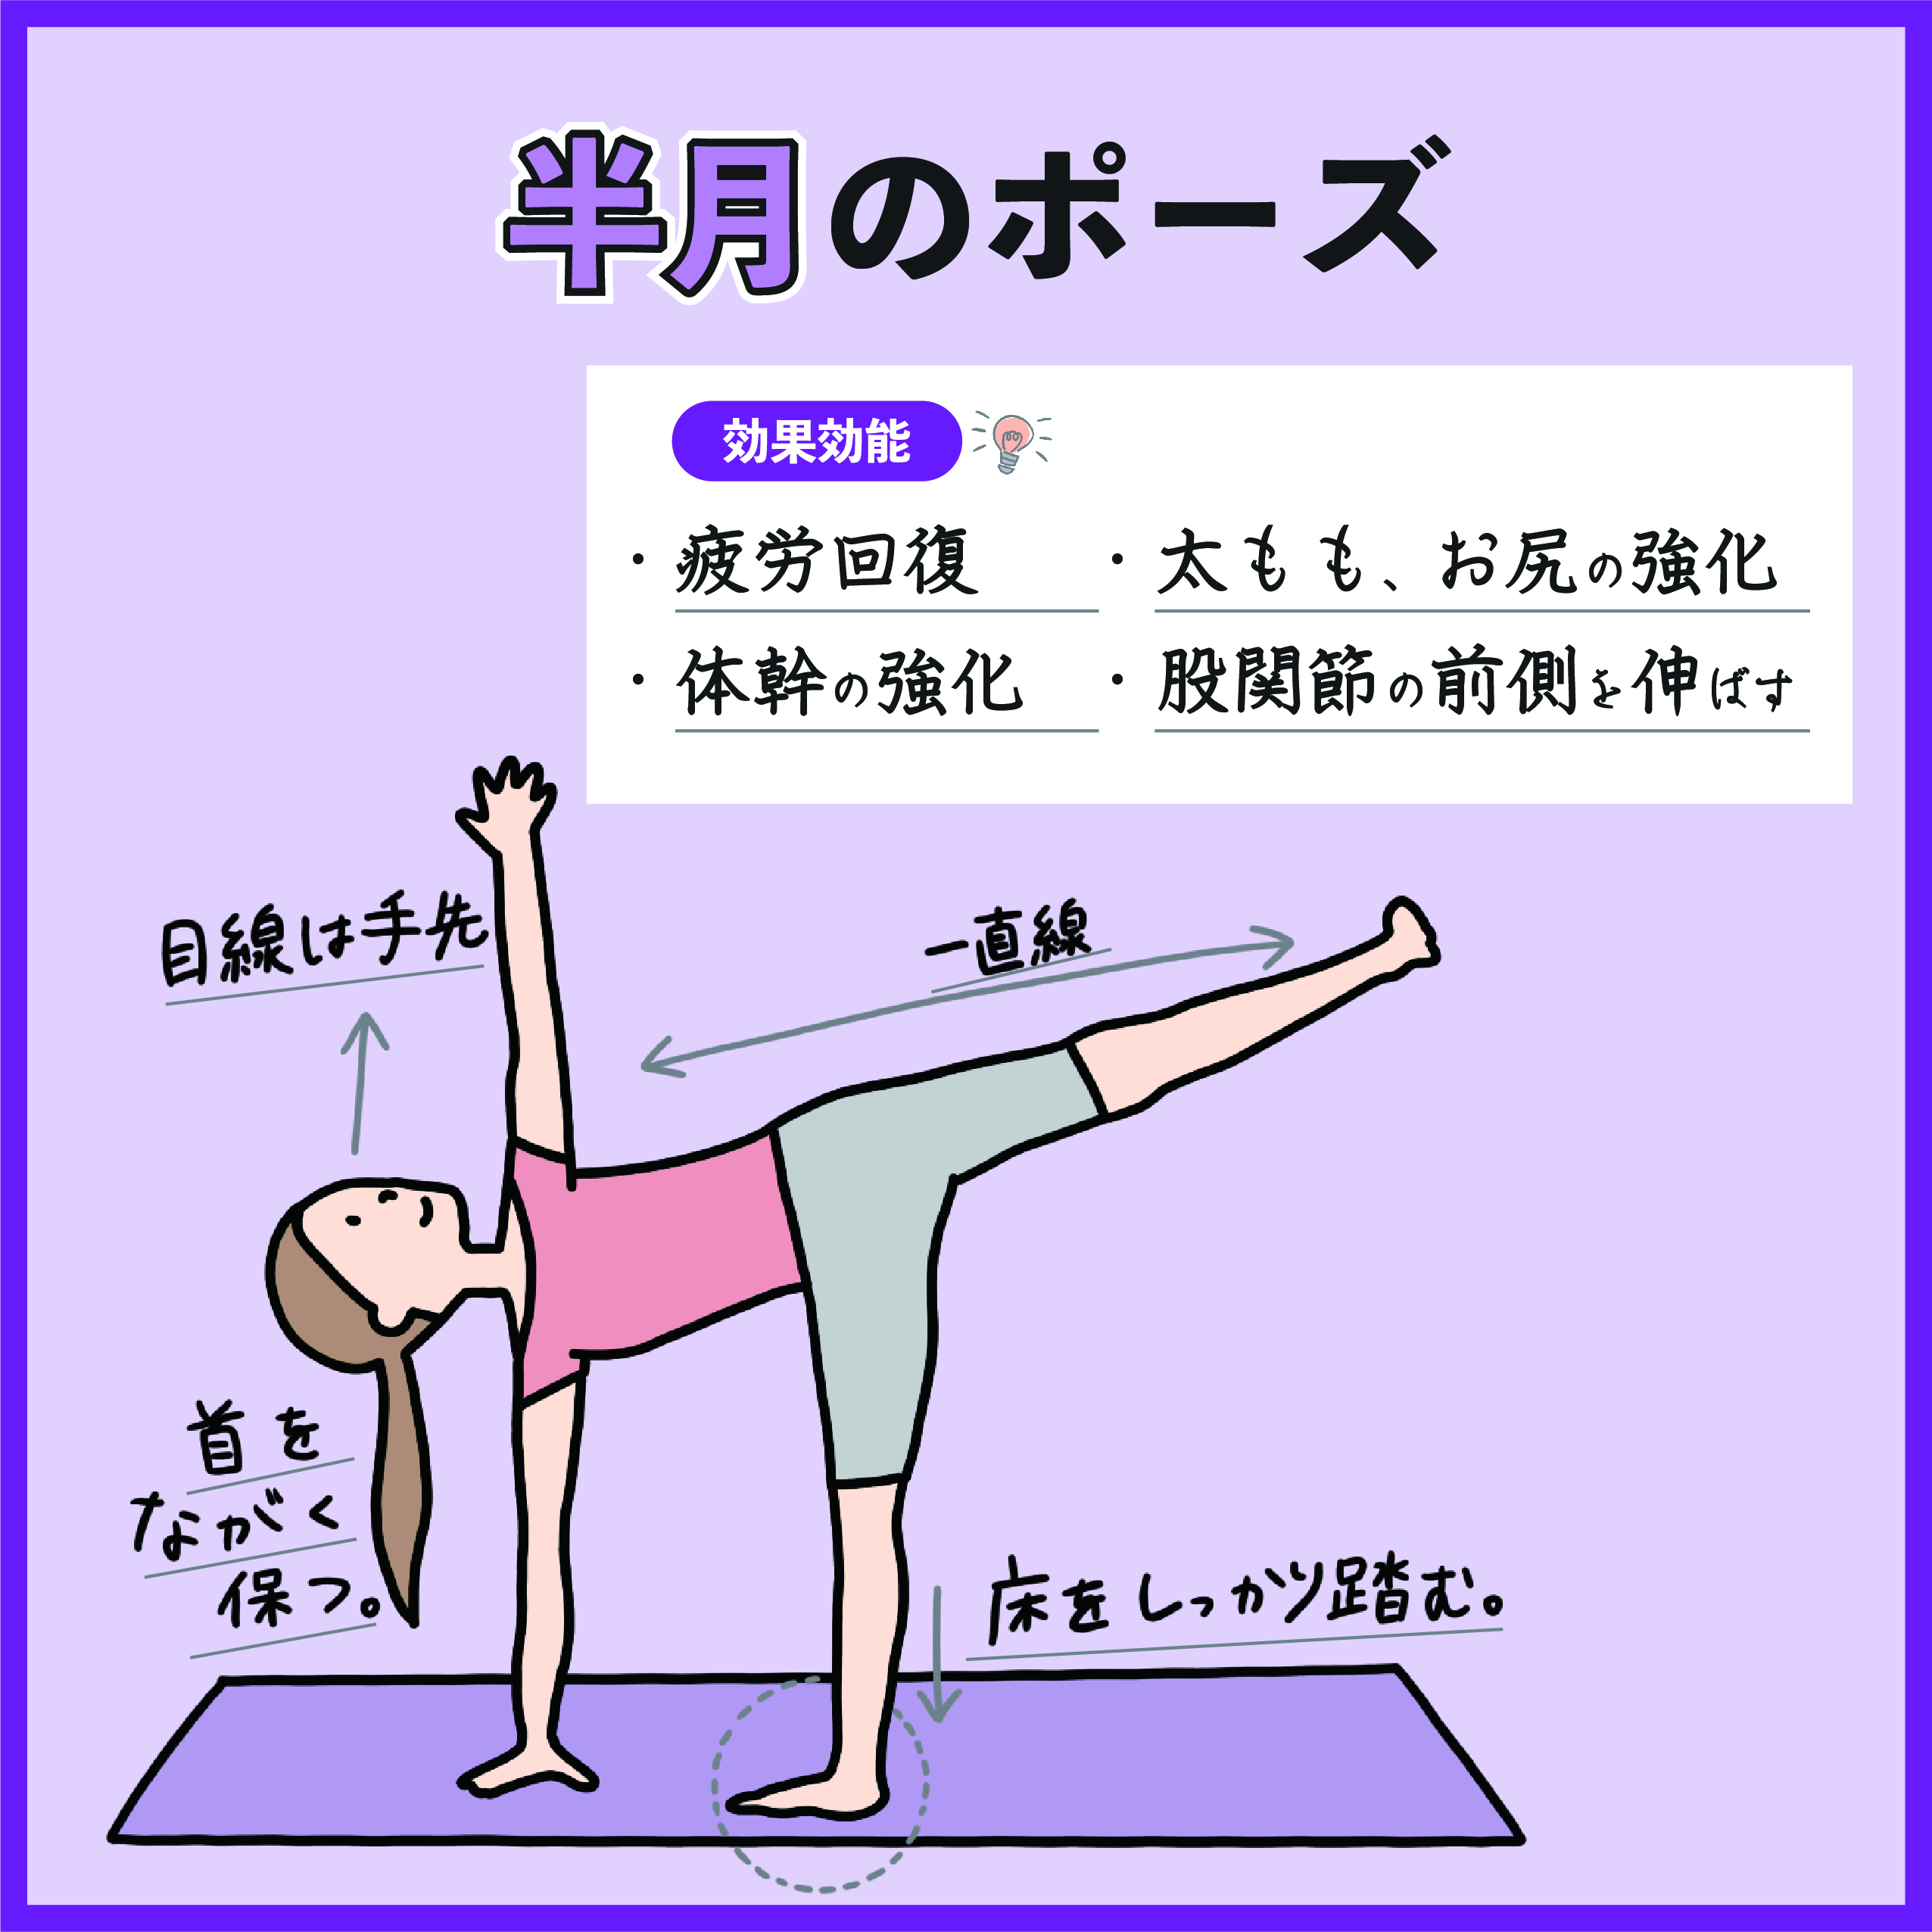 半月のポーズ
効果効能
・疲労回復
・太もも、お尻の強化
・体幹の強化
・股関節の前側を伸ばす
目線は手先
一直線
首を
ながく
保つ。
床をしっかり踏む。